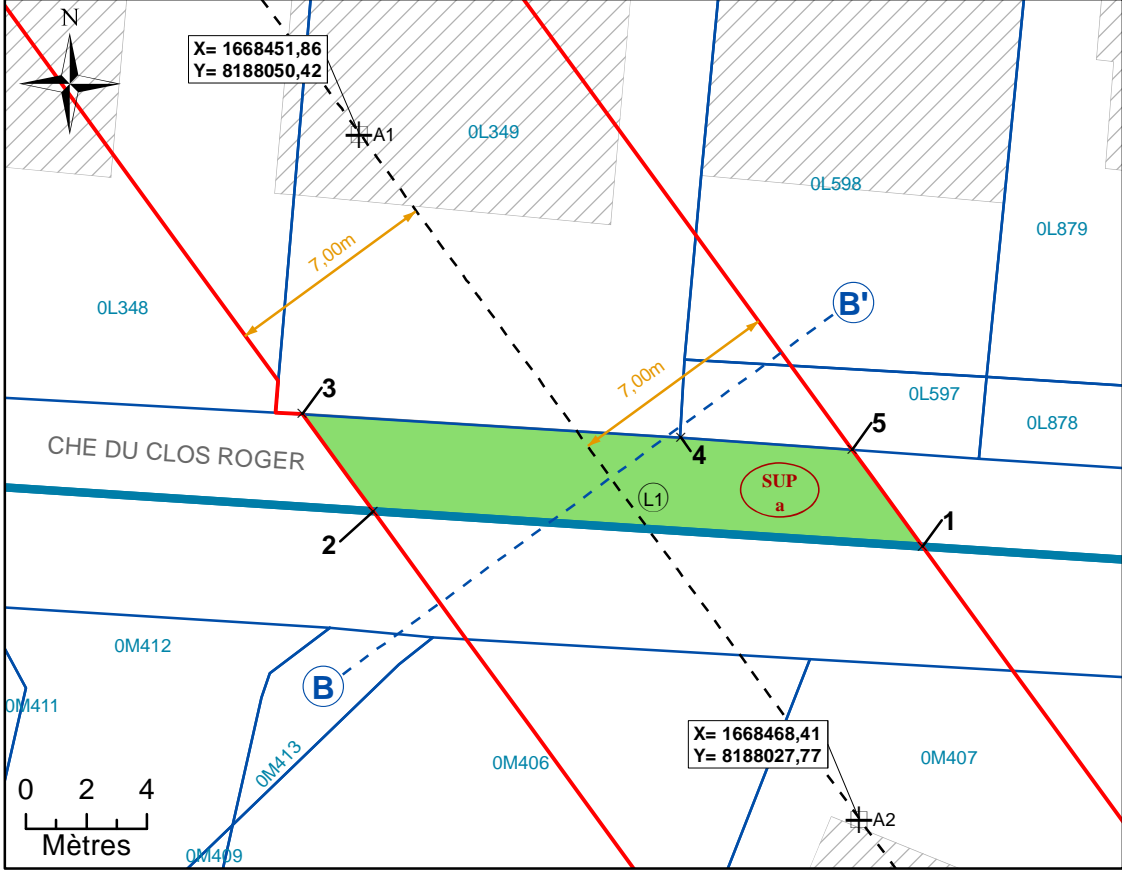 N
X= 1668451,86
Y= 8188050,42
A1
0L349
0L598
0L879
7,00m
0L348
B'
7,00m
0L597
0L878
3
5
4
CHE DU CLOS ROGER
SUP
a
L1
1
2
0M412
B
0M411
0M413
0M406
X= 1668468,41
Y= 8188027,77
0M407
0 2 4
Mètres
A2
0M409